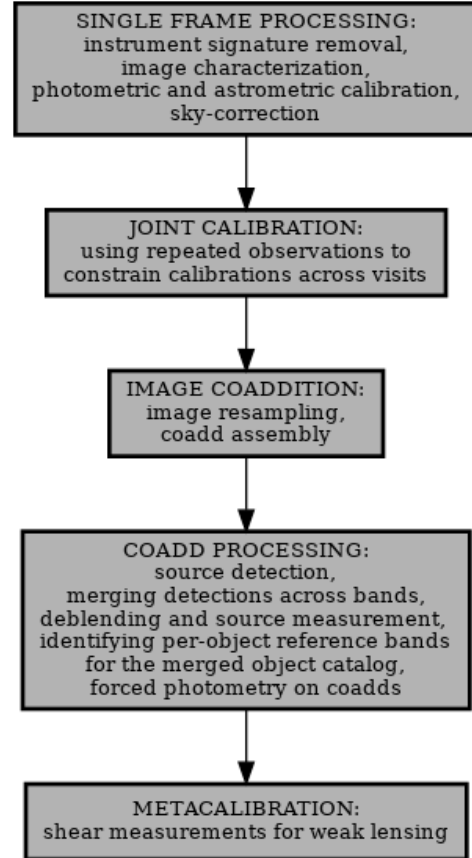 SINGLE FRAME PROCESSING:
instrument signature removal,
image characterization,
photometric and astrometric calibration,
sky-correction
JOINT CALIBRATION:
using repeated observations to
constrain calibrations across visits
IMAGE COADDITION:
image resampling,
coadd assembly
COADD PROCESSING:
source detection,
merging detections across bands,
deblending and source measurement,
identifying per-object reference bands
for the merged object catalog,
forced photometry on coadds
METACALIBRATION:
shear measurements for weak lensing